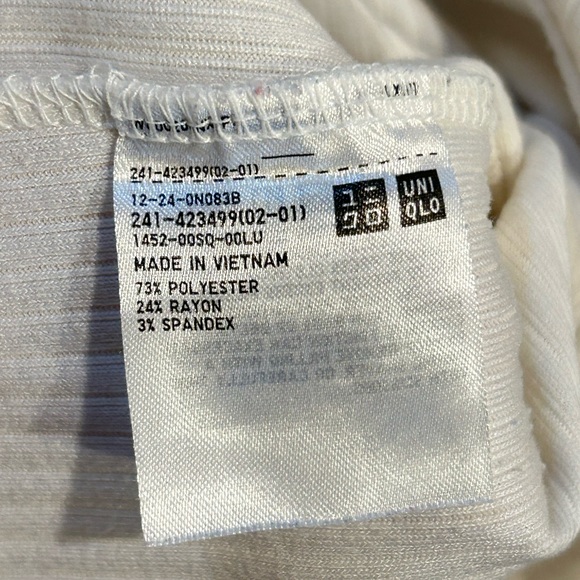 241-423499(02-01)
12-24-0N083B
241-423499(02-01)
1452-00SQ-00LU
MADE IN VIETNAM
73% POLYESTER
24% RAYON
3% SPANDEX
ユニ
クロ
UNI
QLO